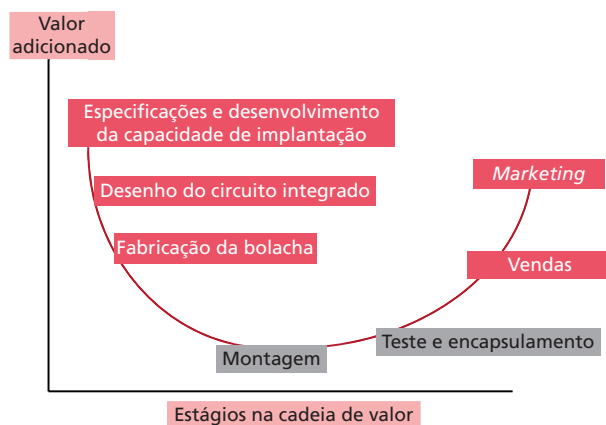 Valor
adicionado
Especificações e desenvolvimento
da capacidade de implantação
Desenho do circuito integrado
Marketing
Fabricação da bolacha
Vendas
Teste e encapsulamento
Montagem
Estágios na cadeia de valor